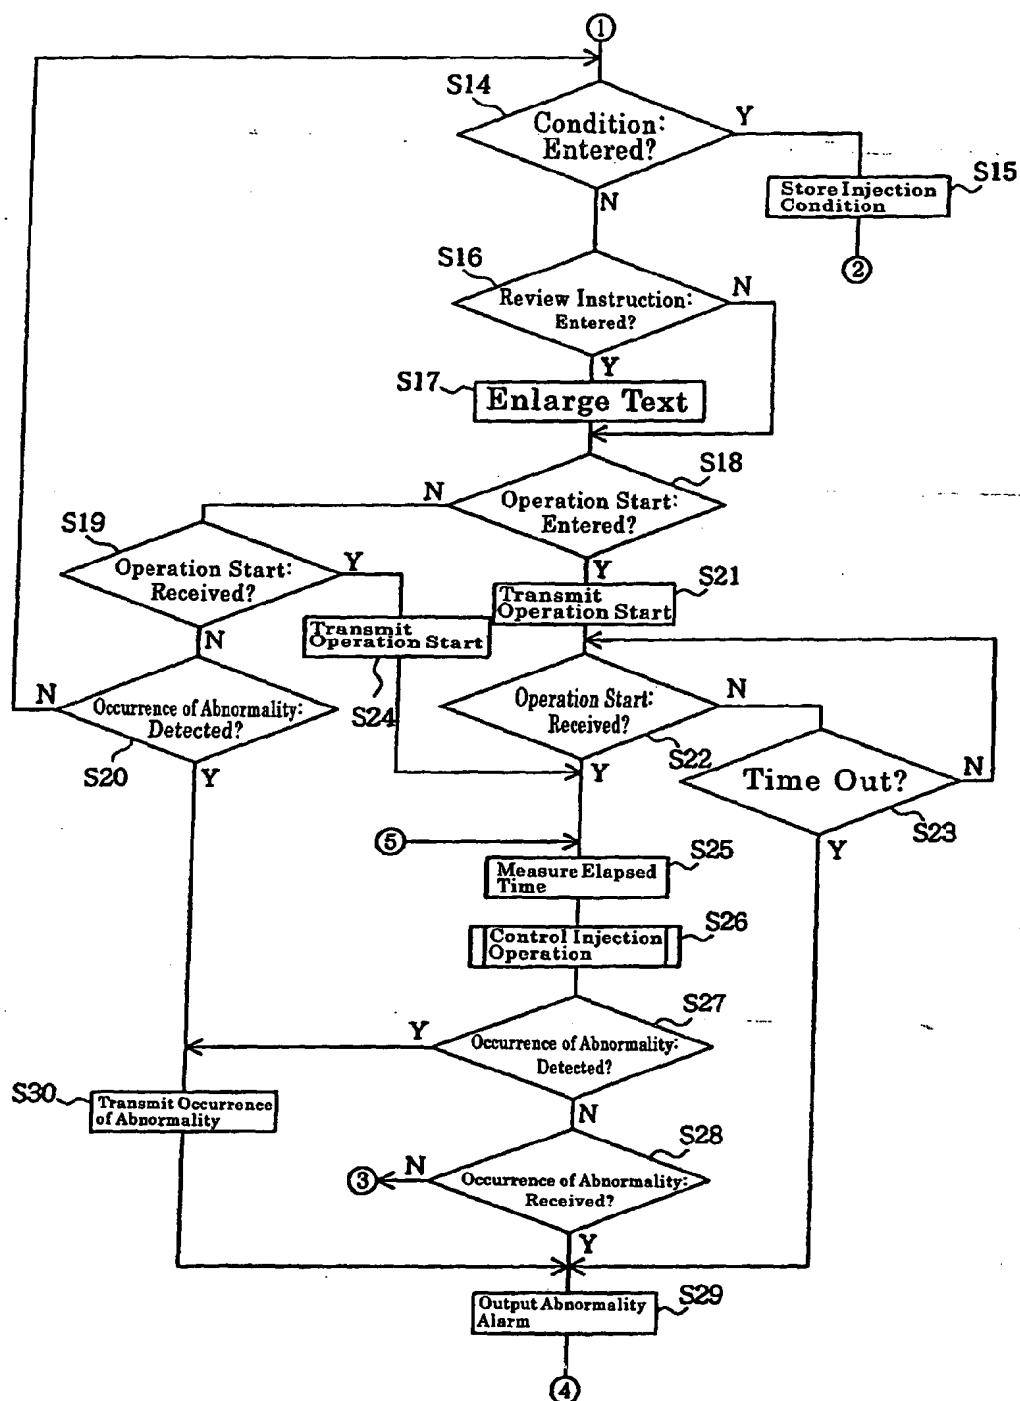 ①
S14
Condition:
Entered?
Y
N
S15
Store Injection
Condition
②
S16
Review Instruction:
Entered?
N
Y
S17
Enlarge Text
S18
Operation Start:
Entered?
N
Y
S19
Operation Start:
Received?
Y
N
S21
Transmit
Operation Start
Transmit
Operation Start
S24
S20
Occurrence of Abnormality:
Detected?
N
Y
Operation Start:
Received?
S22
N
Y
Time Out?
S23
N
Y
⑤
S25
Measure Elapsed
Time
S26
Control Injection
Operation
S27
Occurrence of Abnormality:
Detected?
Y
N
S30
Transmit Occurrence
of Abnormality
S28
Occurrence of Abnormality:
Received?
N
③
Y
S29
Output Abnormality
Alarm
④